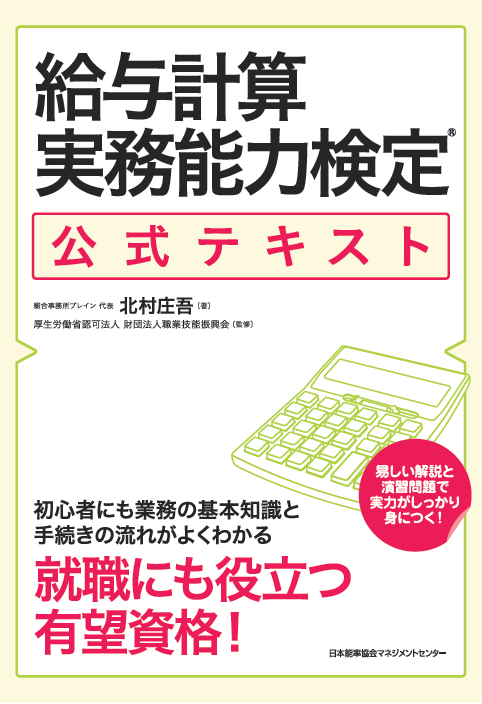 給与計算
実務能力検定®
公式テキスト
総合事務所ブレイン 代表 北村庄吾〔著〕
厚生労働省認可法人 財団法人職業技能振興会〔監修〕
易しい解説と
演習問題で
実力がしっかり
身につく！
初心者にも業務の基本知識と
手続きの流れがよくわかる
就職にも役立つ
有望資格！
日本能率協会マネジメントセンター